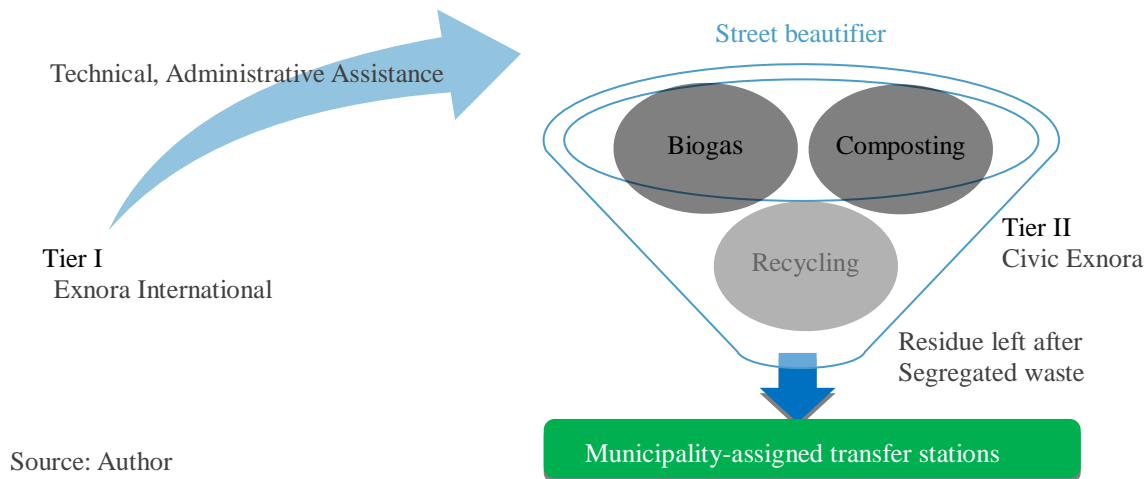 Street beautifier
Technical, Administrative Assistance
Biogas
Composting
Tier I
Exnora International
Recycling
Tier II
Civic Exnora
Residue left after
Segregated waste
Municipality-assigned transfer stations
Source: Author